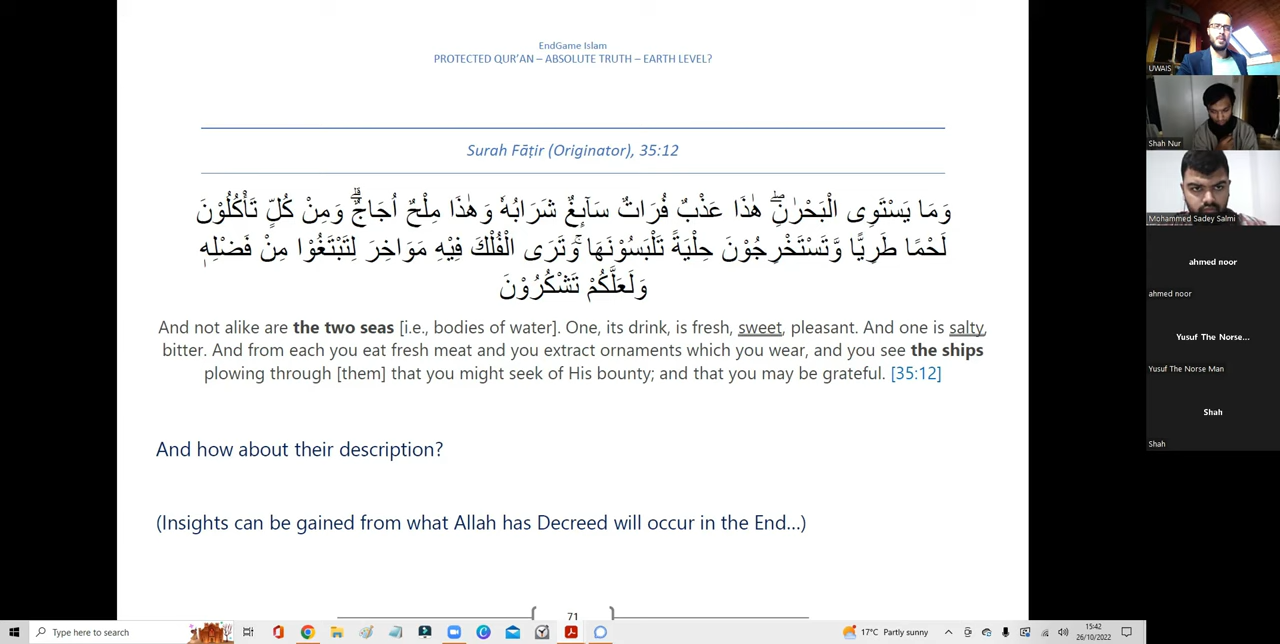 EndGame Islam
PROTECTED QUR'AN – ABSOLUTE TRUTH – EARTH LEVEL?
Surah Fāṭir (Originator), 35:12
وَمَا يَسْتَوِى الْبَحْرٰنِۖ هٰذَا عَذْبٌ فُرَاتٌ سَآىِٕغٌ شَرَابُهٗ وَهٰذَا مِلْحٌ اُجَاجٌۗ وَمِنْ كُلٍّ تَأْكُلُوْنَ
لَحْمًا طَرِيًّا وَّتَسْتَخْرِجُوْنَ حِلْيَةً تَلْبَسُوْنَهَاۚ وَتَرَى الْفُلْكَ فِيْهِ مَوَاخِرَ لِتَبْتَغُوْا مِنْ فَضْلِهٖ
وَلَعَلَّكُمْ تَشْكُرُوْنَ
And not alike are the two seas [i.e., bodies of water]. One, its drink, is fresh, sweet, pleasant. And one is salty,
bitter. And from each you eat fresh meat and you extract ornaments which you wear, and you see the ships
plowing through [them] that you might seek of His bounty; and that you may be grateful. [35:12]
And how about their description?
(Insights can be gained from what Allah has Decreed will occur in the End...)
71
UWAIS
Shah Nur
Mohammed Sadey Salmi
ahmed noor
ahmed noor
Yusuf The Norse...
Yusuf The Norse Man
Shah
Shah
Type here to search
17°C Partly sunny
15:42
26/10/2022